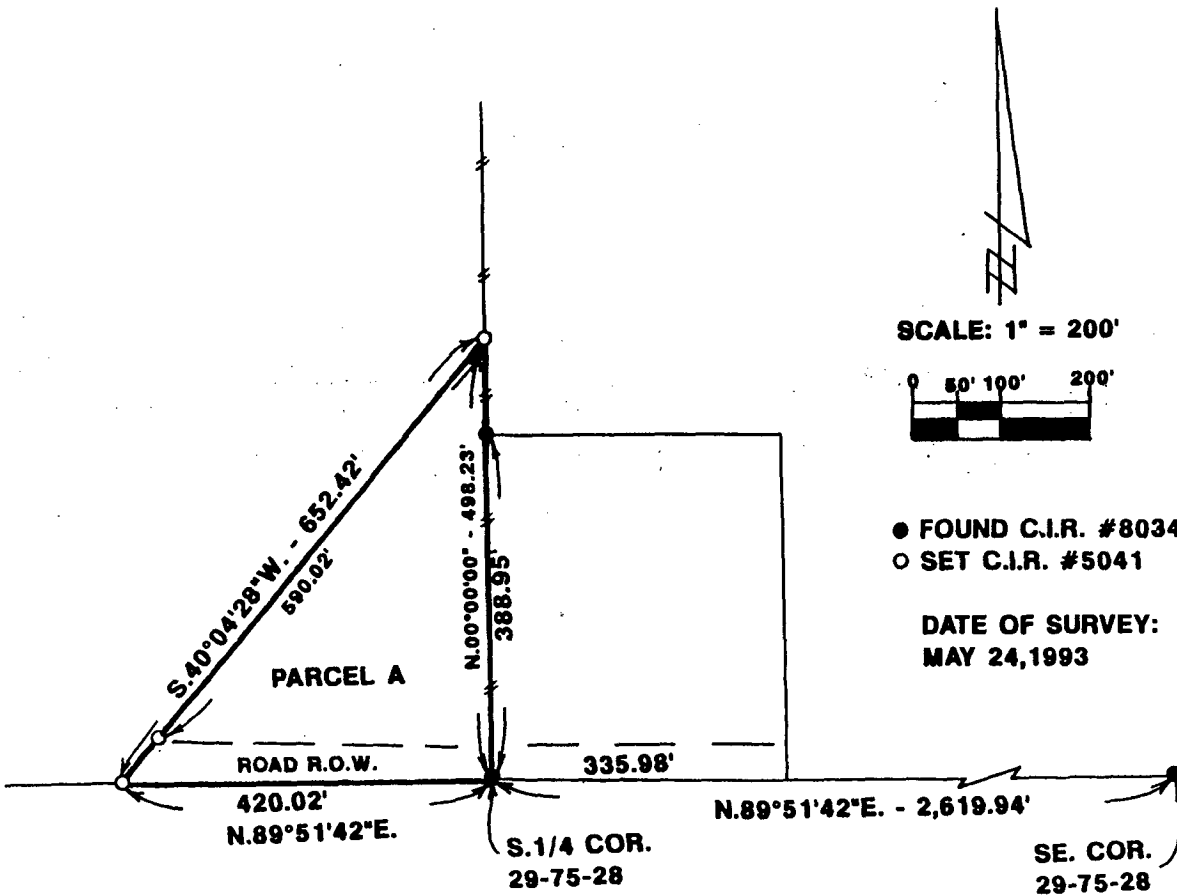 SCALE: 1" = 200'
0 50' 100' 200'
S.40°04'28"W. - 652.42'
590.02'
N.00°00'00" - 498.23'
388.95'
● FOUND C.I.R. #8034
○ SET C.I.R. #5041
DATE OF SURVEY:
MAY 24,1993
PARCEL A
ROAD R.O.W.
335.98'
420.02'
N.89°51'42"E.
N.89°51'42"E. - 2,619.94'
S.1/4 COR.
29-75-28
SE. COR.
29-75-28